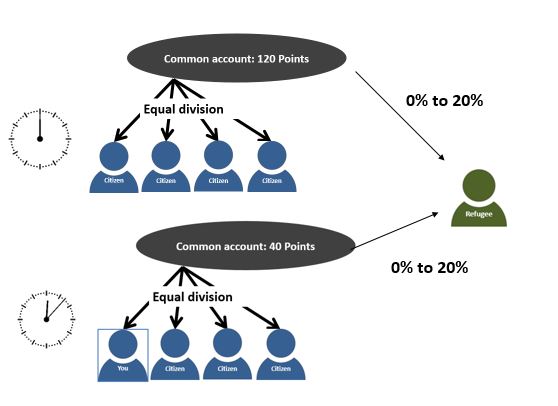 Common account: 120 Points
0% to 20%
Equal division
Citizen Citizen Citizen Citizen
Refugee
Common account: 40 Points
0% to 20%
Equal division
You Citizen Citizen Citizen